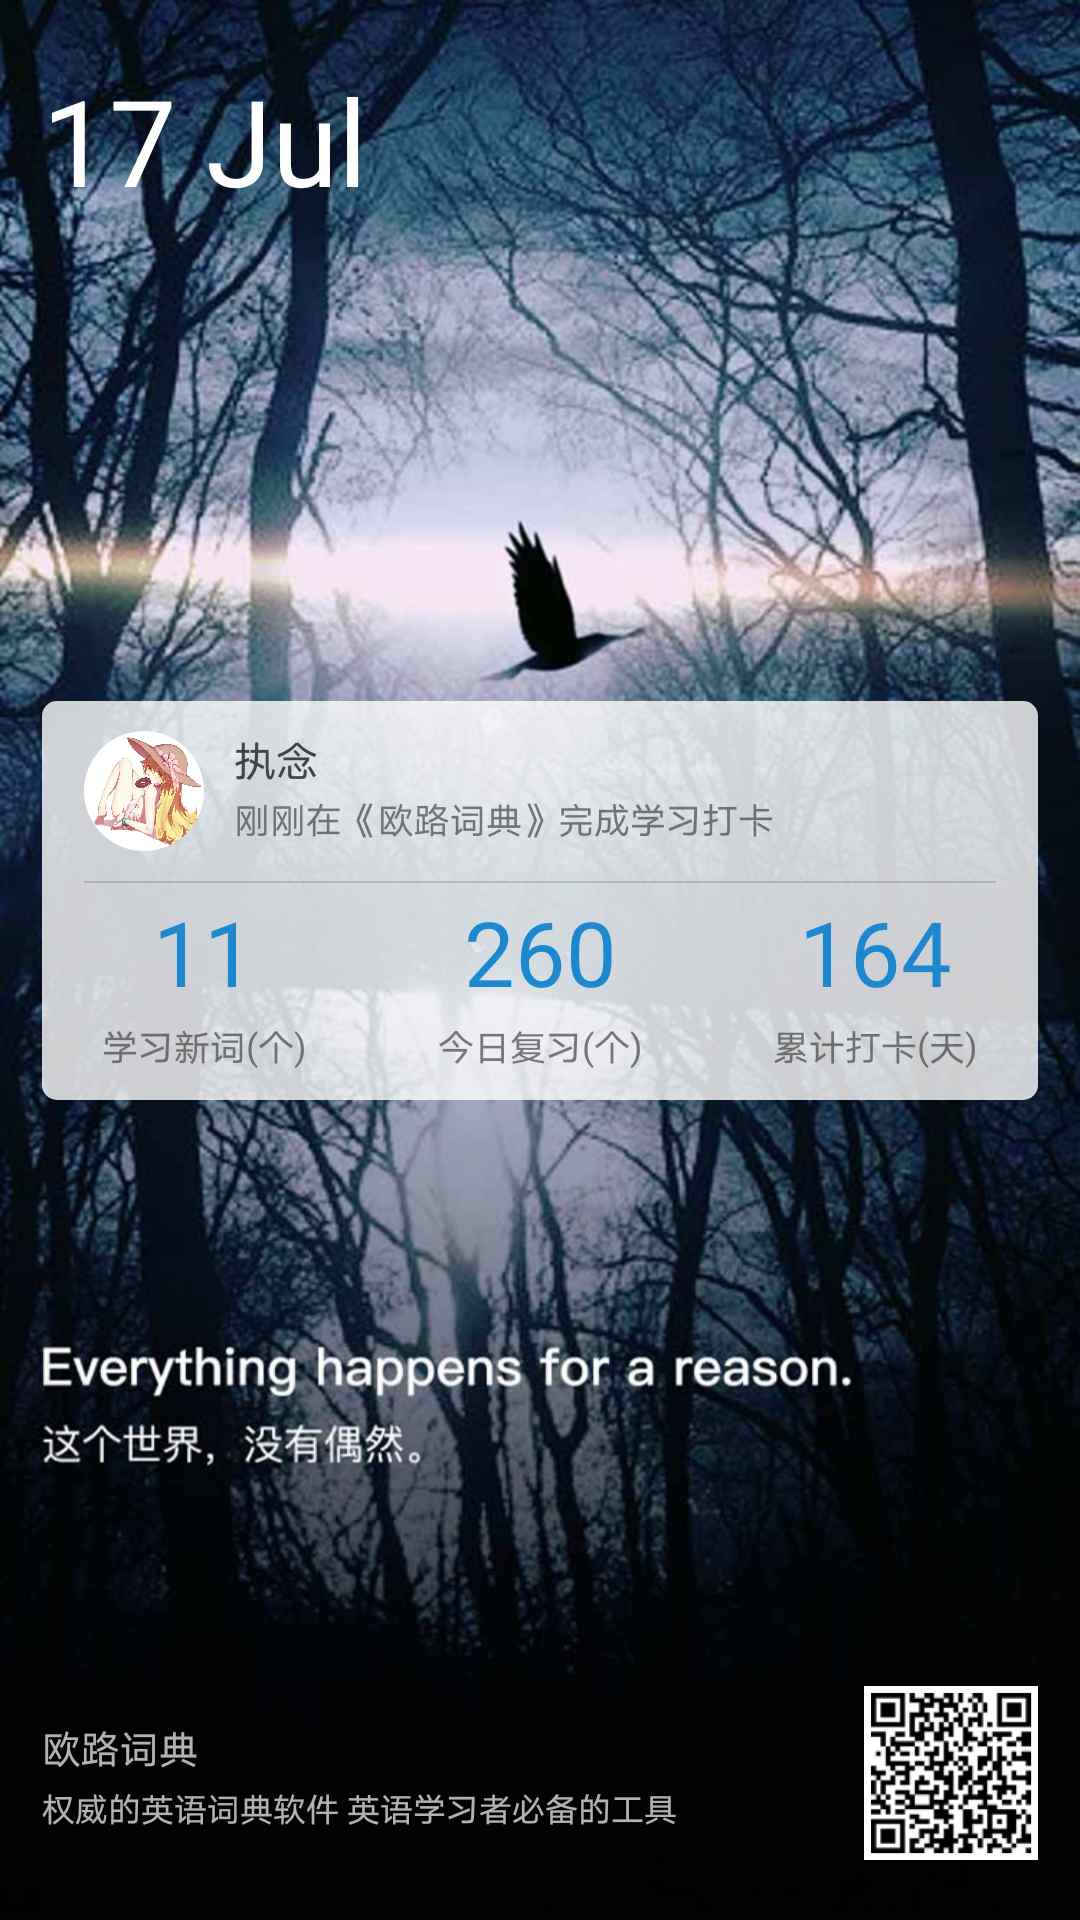 17 Jul
执念
刚刚在《欧路词典》完成学习打卡
11
260
164
学习新词(个)
今日复习(个)
累计打卡(天)
Everything happens for a reason.
这个世界，没有偶然。
欧路词典
权威的英语词典软件 英语学习者必备的工具